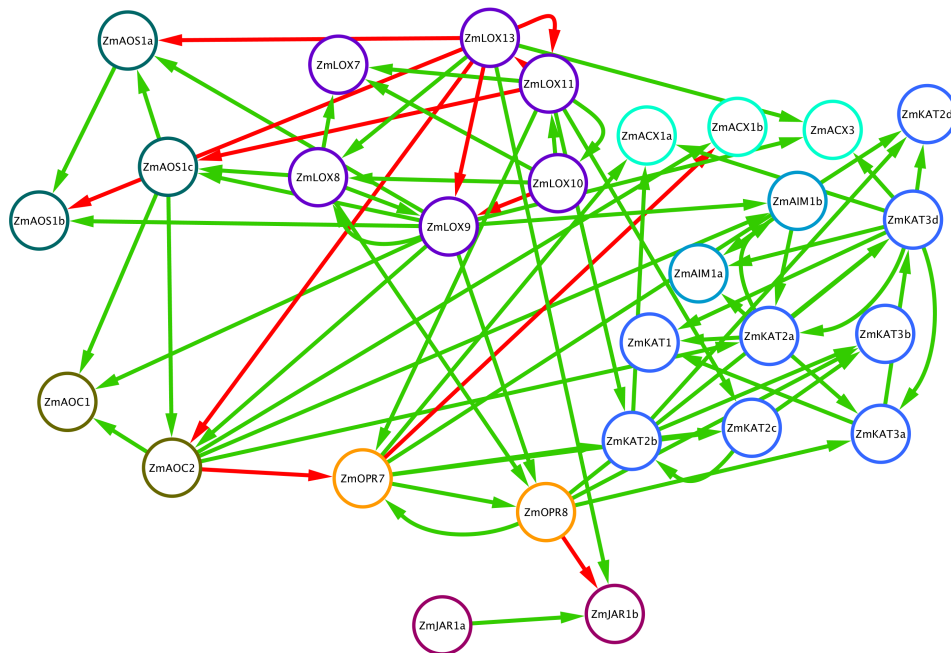 ZmLOX13
ZmAOS1a
ZmLOX7
ZmLOX11
ZmKAT2d
ZmACX1b
ZmACX3
ZmACX1a
ZmAOS1c
ZmLOX8
ZmLOX10
ZmAIM1b
ZmAOS1b
ZmLOX9
ZmKAT3d
ZmAIM1a
ZmKAT3b
ZmKAT2a
ZmKAT1
ZmAOC1
ZmKAT2c
ZmKAT3a
ZmKAT2b
ZmAOC2
ZmOPR7
ZmOPR8
ZmJAR1b
ZmJAR1a